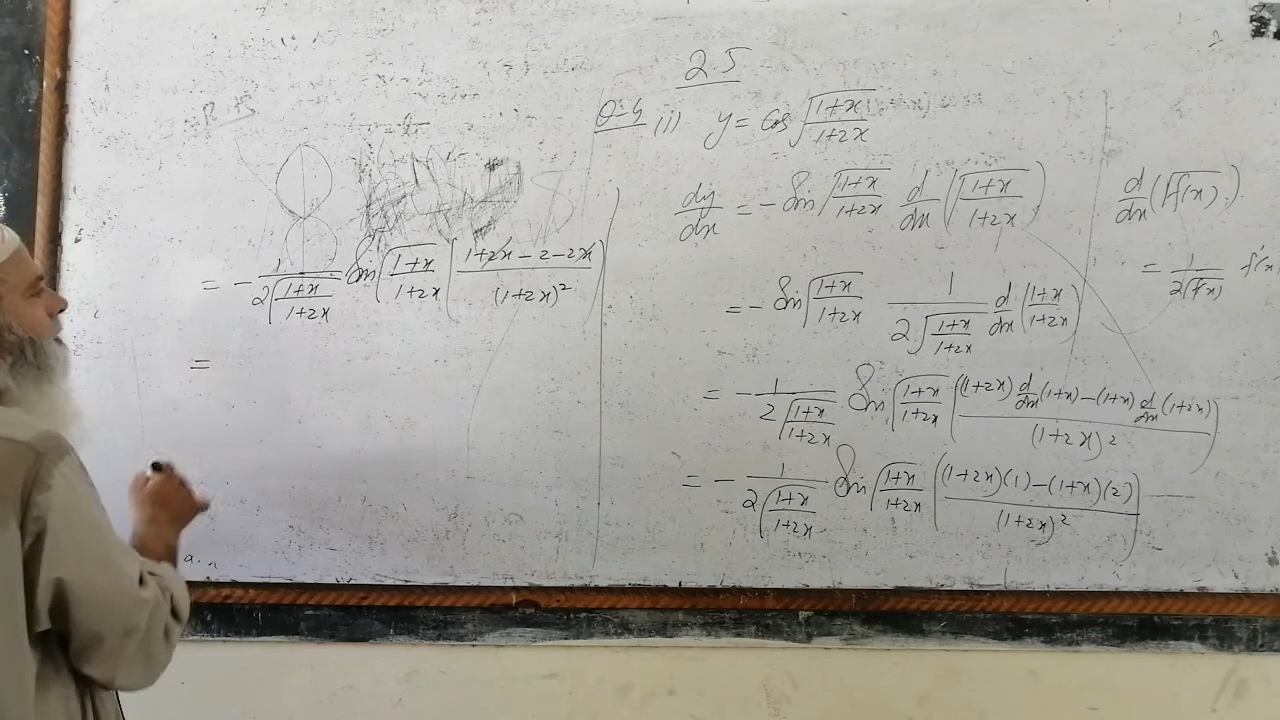 2.5
Q=4 (i) y = Cos √((1+x)/(1+2x))
dy/dx = - Sin √((1+x)/(1+2x)) d/dx (√((1+x)/(1+2x)))
= - Sin √((1+x)/(1+2x)) 1/(2√((1+x)/(1+2x))) d/dx ((1+x)/(1+2x))
= - 1/(2√((1+x)/(1+2x))) Sin √((1+x)/(1+2x)) (((1+2x) d/dx (1+x) - (1+x) d/dx (1+2x))/(1+2x)²)
= - 1/(2√((1+x)/(1+2x))) Sin √((1+x)/(1+2x)) (((1+2x)(1) - (1+x)(2))/(1+2x)²)
d/dx (√f(x))
= 1/(2√f(x)) f'(x
= - 1/(2√((1+x)/(1+2x))) Sin √((1+x)/(1+2x)) ((1+2x - 2 - 2x)/(1+2x)²)
=